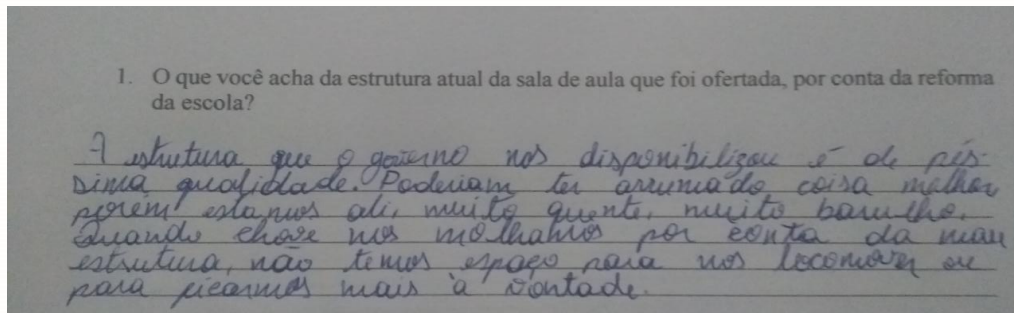 1. O que você acha da estrutura atual da sala de aula que foi ofertada, por conta da reforma
da escola?
A estrutura que o governo nos disponibilizou é de pés-
sima qualidade. Poderiam ter arrumado coisa melhor
porém estamos ali, muito quente, muito barulho.
Quando chove nos molhamos por conta da mau
estrutura, não temos espaço para nos locomover ou
para ficarmos mais à vontade.